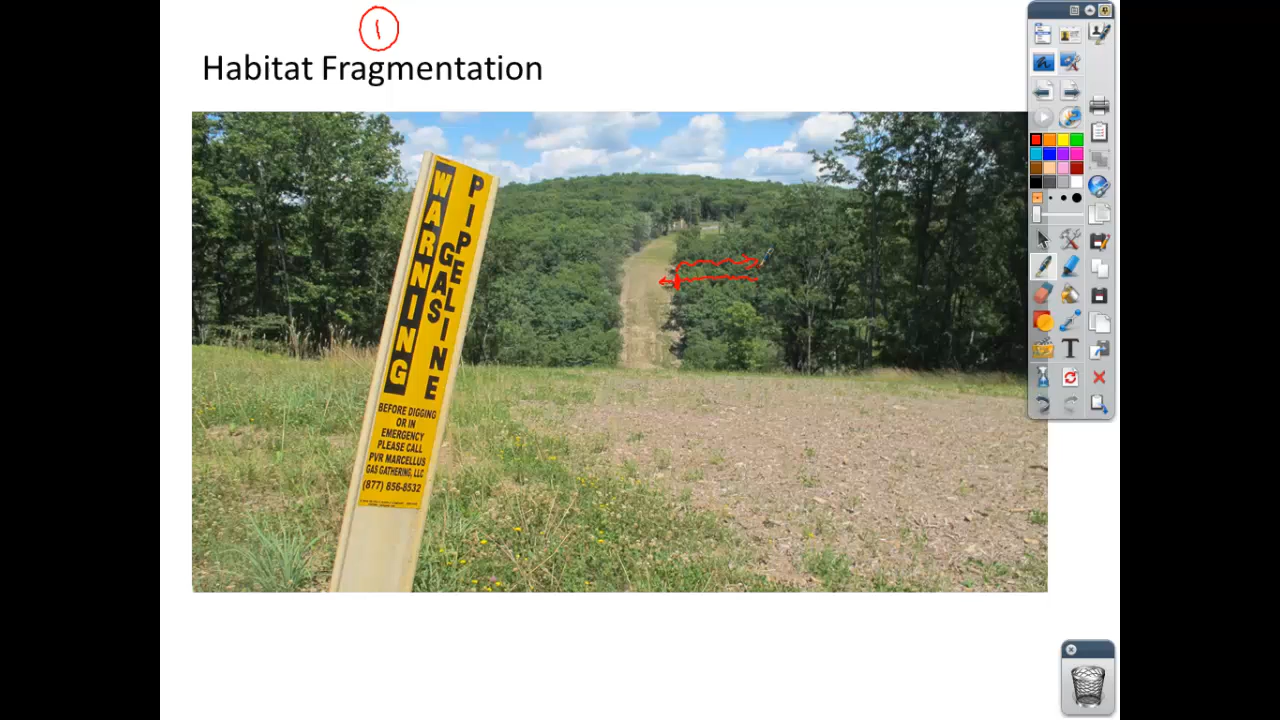 1
Habitat Fragmentation
WARNING
GAS
PIPELINE
BEFORE DIGGING
OR IN
EMERGENCY
PLEASE CALL
PVR MARCELLUS
GAS GATHERING, LLC
(877) 856-8532
T